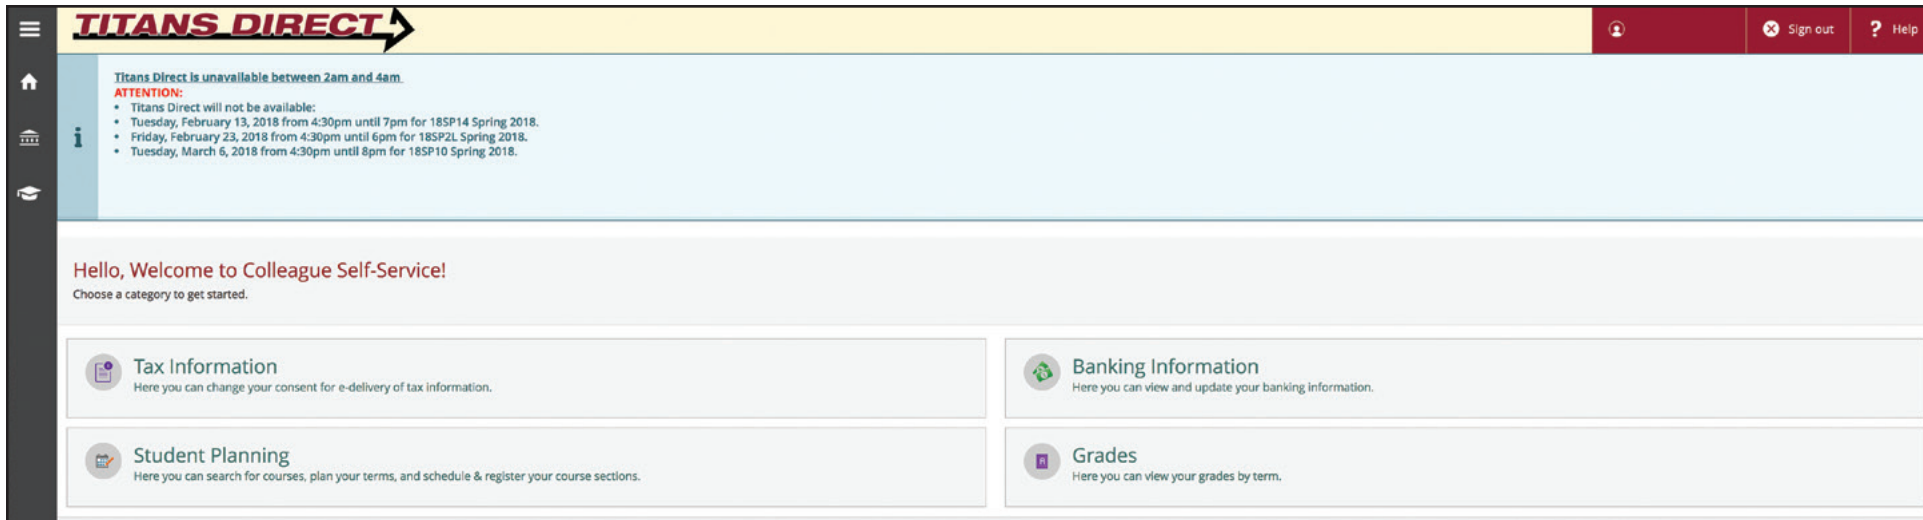 TITANS DIRECT
Sign out
? Help
Titans Direct is unavailable between 2am and 4am
ATTENTION:
• Titans Direct will not be available:
• Tuesday, February 13, 2018 from 4:30pm until 7pm for 18SP14 Spring 2018.
• Friday, February 23, 2018 from 4:30pm until 6pm for 18SP2L Spring 2018.
• Tuesday, March 6, 2018 from 4:30pm until 8pm for 18SP10 Spring 2018.
Hello, Welcome to Colleague Self-Service!
Choose a category to get started.
Tax Information
Here you can change your consent for e-delivery of tax information.
Banking Information
Here you can view and update your banking information.
Student Planning
Here you can search for courses, plan your terms, and schedule & register your course sections.
Grades
Here you can view your grades by term.